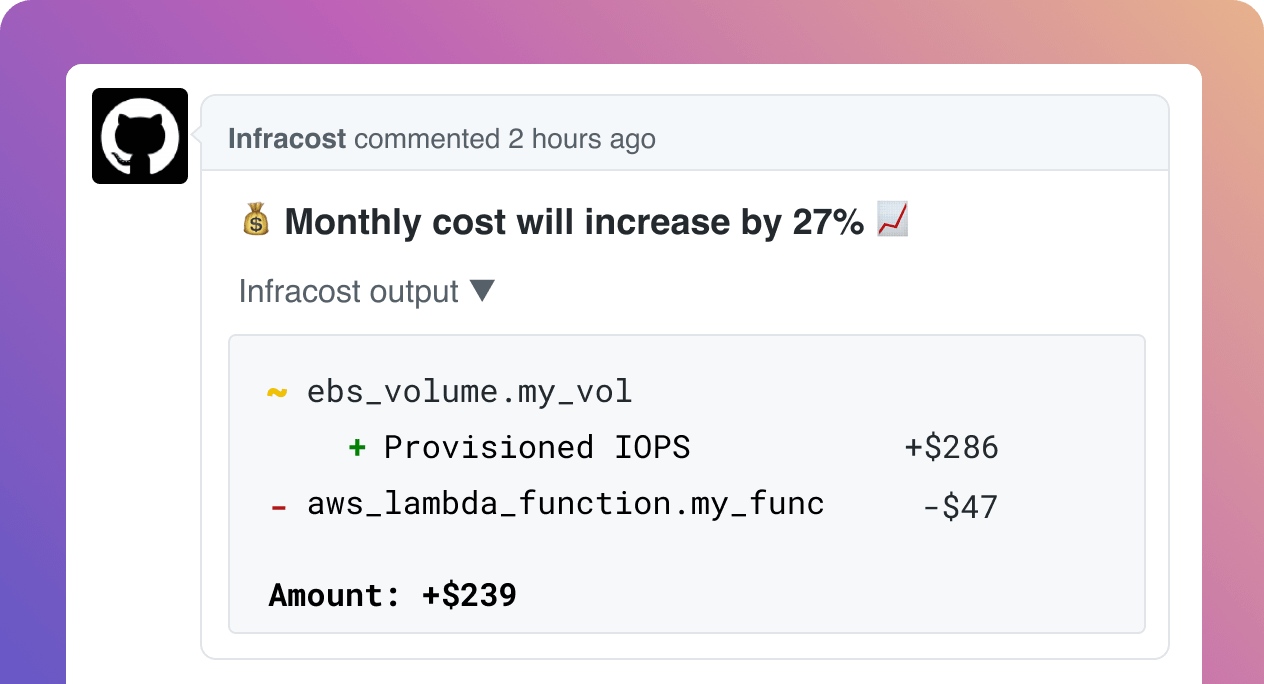 Infracost commented 2 hours ago
💰 Monthly cost will increase by 27% 📈
Infracost output ▼
~ ebs_volume.my_vol
+ Provisioned IOPS +$286
- aws_lambda_function.my_func -$47
Amount: +$239